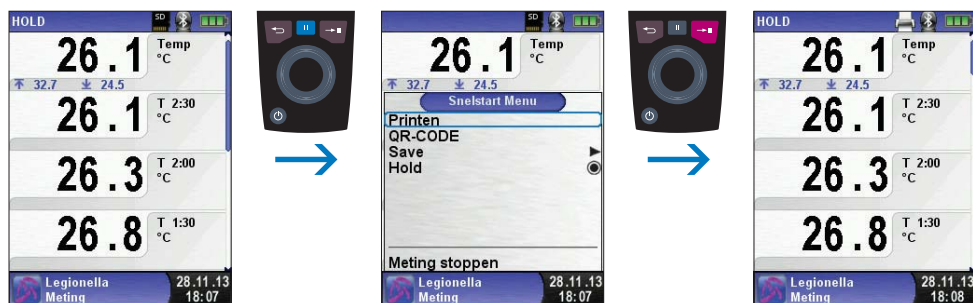 HOLD
SD
26.1 Temp °C
32.7 24.5
26.1 T 2:30 °C
26.3 T 2:00 °C
26.8 T 1:30 °C
Legionella 28.11.13
Meting 18:07
SD
26.1 Temp °C
32.7 24.5
Snelstart Menu
Printen
QR-CODE
Save
Hold
Meting stoppen
Legionella 28.11.13
Meting 18:07
HOLD
26.1 Temp °C
32.7 24.5
26.1 T 2:30 °C
26.3 T 2:00 °C
26.8 T 1:30 °C
Legionella 28.11.13
Meting 18:08